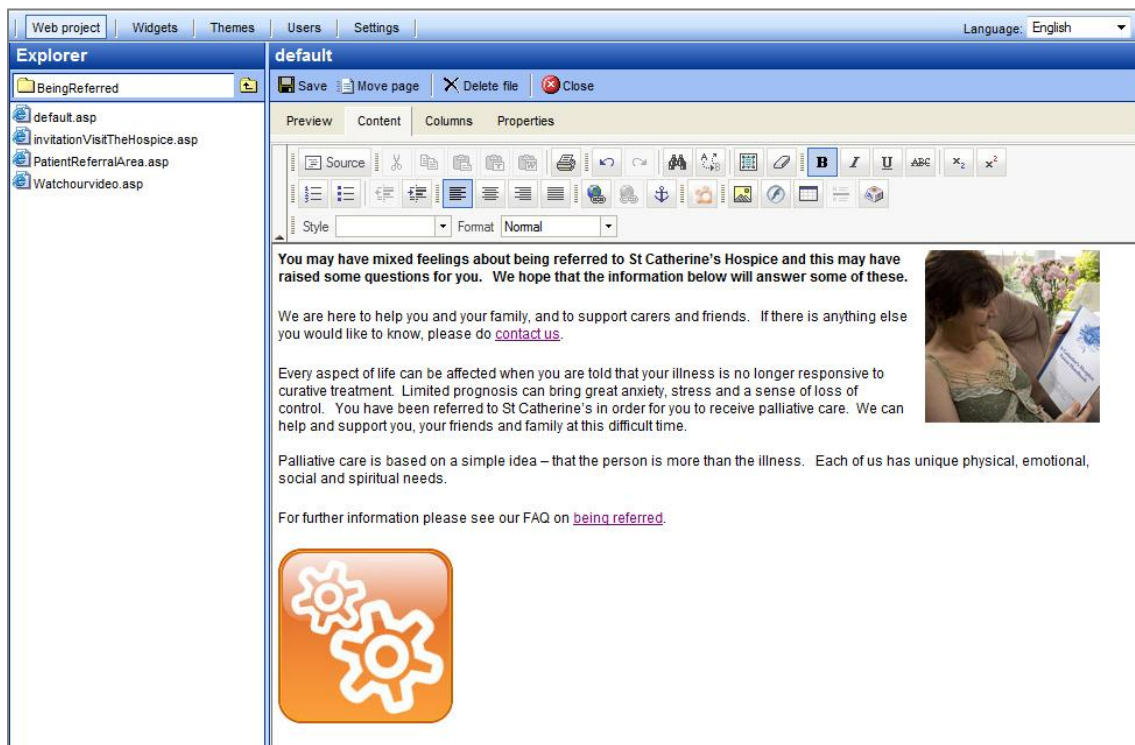 Web project Widgets Themes Users Settings Language: English
Explorer
default
BeingReferred
Save Move page Delete file Close
default.asp
invitationVisitTheHospice.asp
PatientReferralArea.asp
Watchourvideo.asp
Preview Content Columns Properties
Source B I U ABC x₂ x²
Style Format Normal
You may have mixed feelings about being referred to St Catherine's Hospice and this may have
raised some questions for you. We hope that the information below will answer some of these.
We are here to help you and your family, and to support carers and friends. If there is anything else
you would like to know, please do contact us.
Every aspect of life can be affected when you are told that your illness is no longer responsive to
curative treatment. Limited prognosis can bring great anxiety, stress and a sense of loss of
control. You have been referred to St Catherine's in order for you to receive palliative care. We can
help and support you, your friends and family at this difficult time.
Palliative care is based on a simple idea – that the person is more than the illness. Each of us has unique physical, emotional,
social and spiritual needs.
For further information please see our FAQ on being referred.